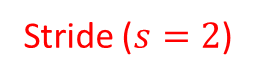 Stride (s = 2)